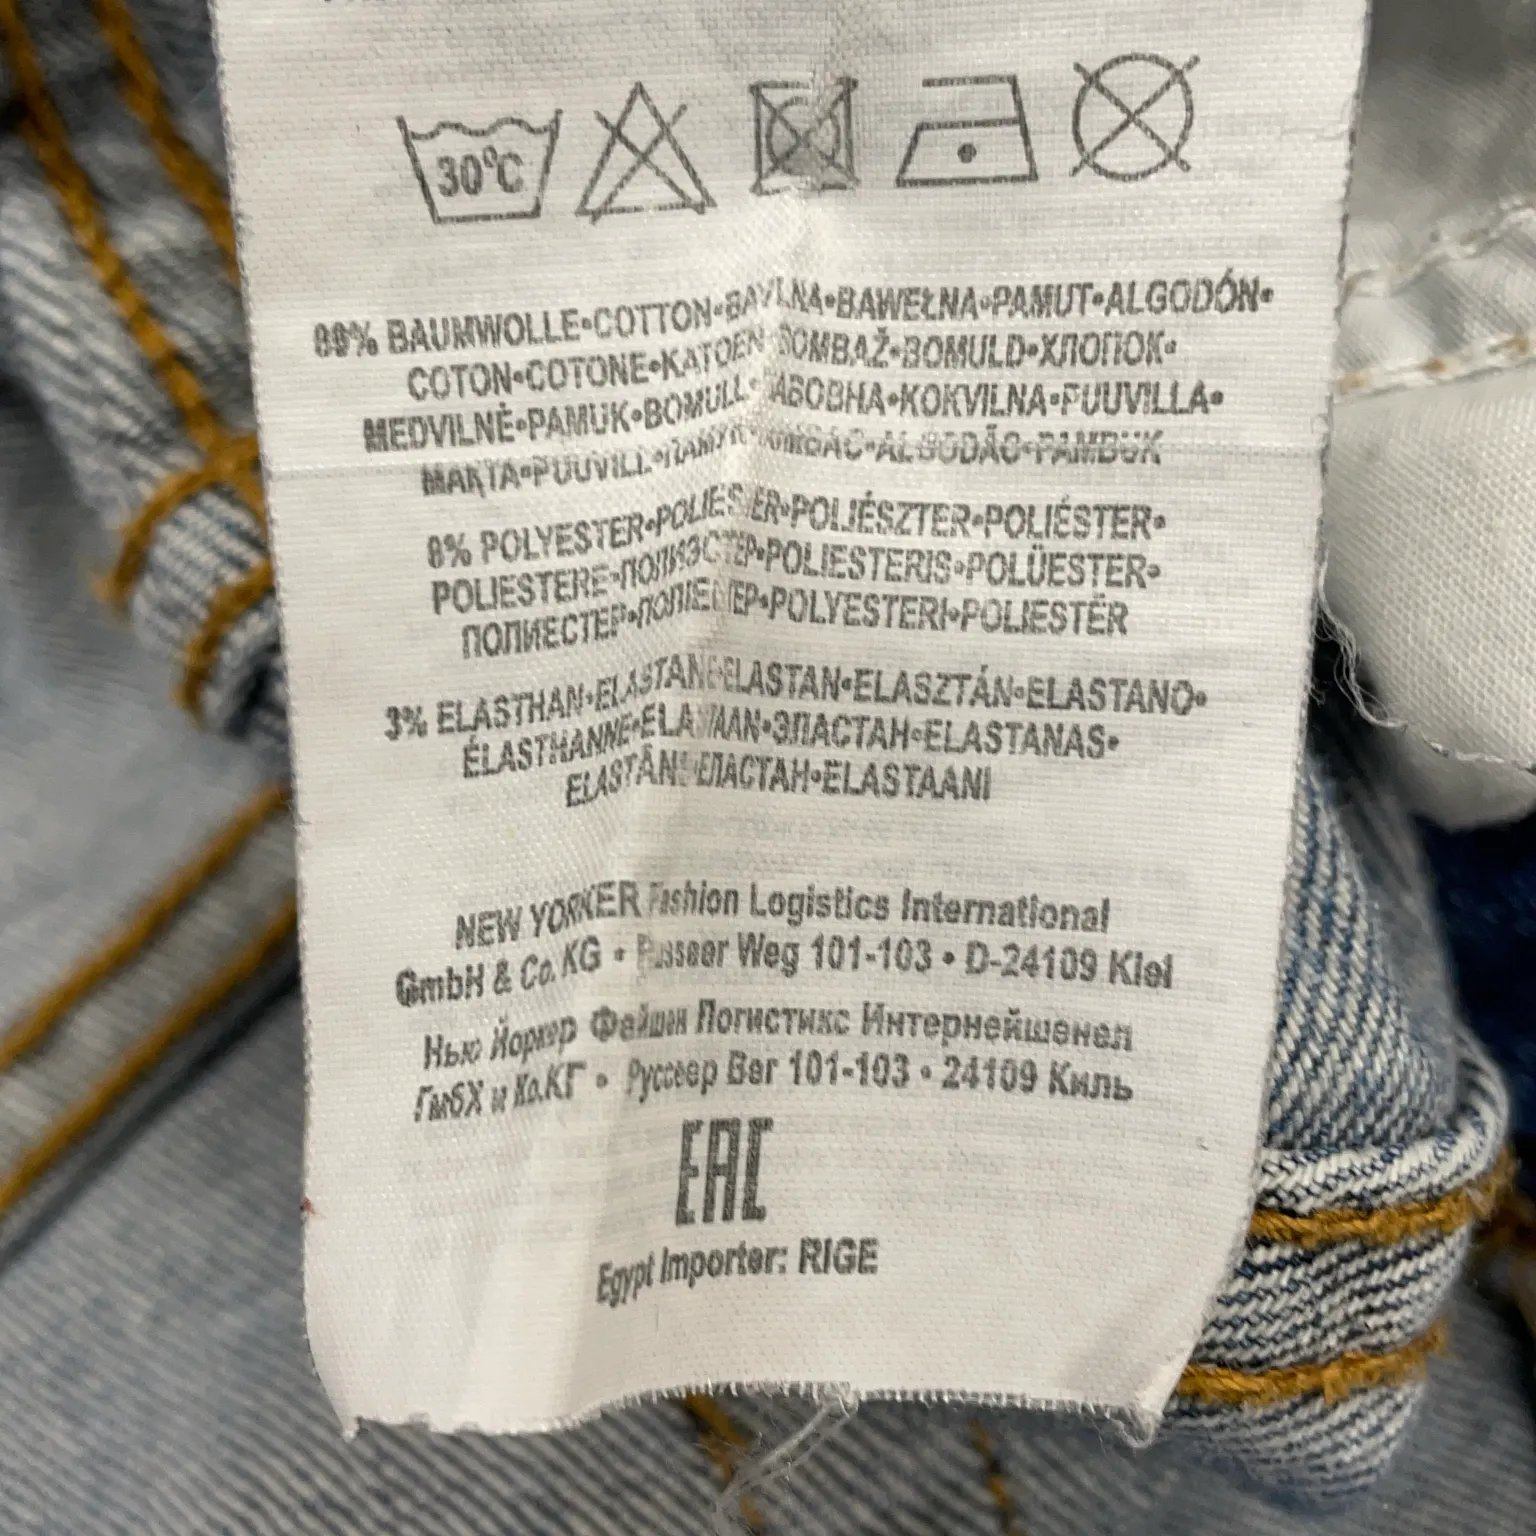 30°C
89% BAUMWOLLE•COTTON•BAVLNA•BAWEŁNA•PAMUT•ALGODÓN•
COTON•COTONE•KATOEN•BOMBAŽ•BOMULD•ХЛОПОК•
MEDVILNĖ•PAMUK•BOMULL•БАВОВНА•KOKVILNA•PUUVILLA•
МАҚТА•PUUVILL•ПАМУК•BUMBAC•ALGODÃO•PAMBUK
8% POLYESTER•POLIESTER•POLIÉSZTER•POLIÉSTER•
POLIESTERE•ПОЛИЭСТЕР•POLIESTERIS•POLÜESTER•
ПОЛИЕСТЕР•ПОЛІЕСТЕР•POLYESTERI•POLIESTËR
3% ELASTHAN•ELASTANE•ELASTAN•ELASZTÁN•ELASTANO•
ÉLASTHANNE•ELASTAAN•ЭЛАСТАН•ELASTANAS•
ELASTĀNS•ЕЛАСТАН•ELASTAANI
NEW YORKER Fashion Logistics International
GmbH & Co. KG • Russeer Weg 101-103 • D-24109 Kiel
Нью Йоркер Фейшен Логистикс Интернейшенел
ГмбХ и Ко.КГ • Руссеер Вег 101-103 • 24109 Киль
EAC
Egypt Importer: RIGE